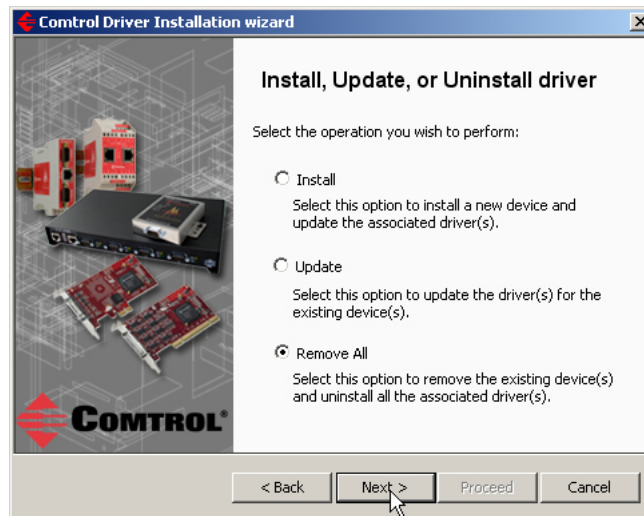 Comtrol Driver Installation wizard
Install, Update, or Uninstall driver
Select the operation you wish to perform:
Install
Select this option to install a new device and
update the associated driver(s).
Update
Select this option to update the driver(s) for the
existing device(s).
Remove All
Select this option to remove the existing device(s)
and uninstall all the associated driver(s).
COMTROL®
< Back
Next >
Proceed
Cancel